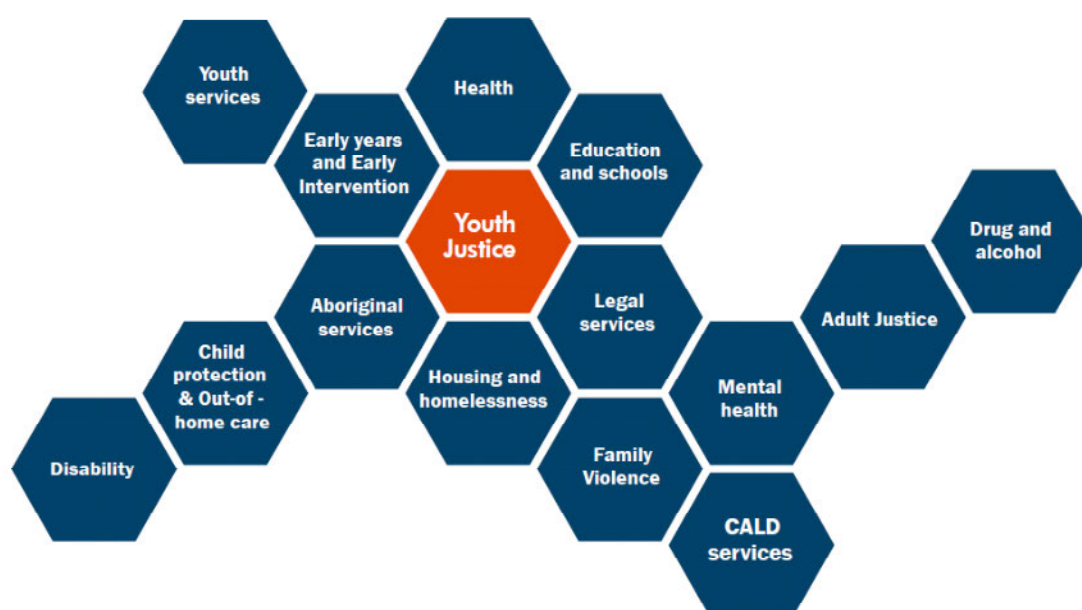 Youth
services
Health
Early years
and Early
Intervention
Education
and schools
Youth
Justice
Drug and
alcohol
Aboriginal
services
Legal
services
Adult Justice
Child
protection
& Out-of -
home care
Housing and
homelessness
Mental
health
Disability
Family
Violence
CALD
services